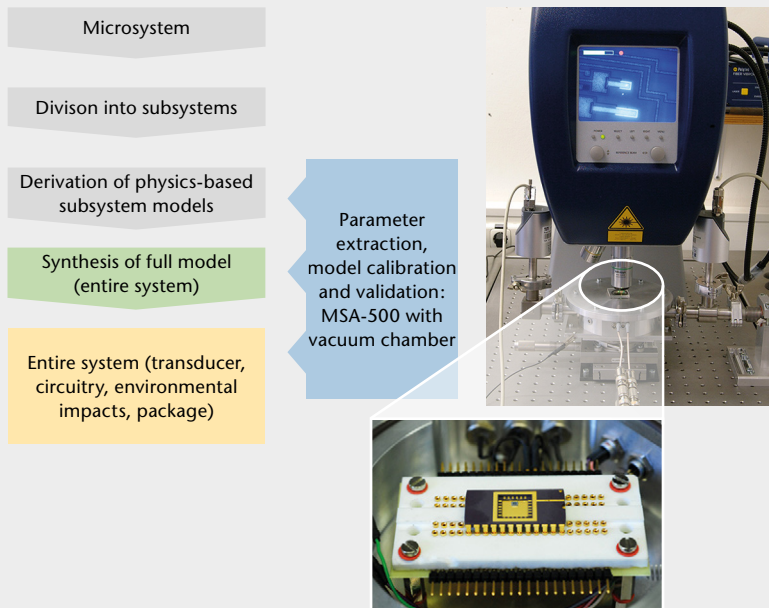 Microsystem
Divison into subsystems
Derivation of physics-based
subsystem models
Synthesis of full model
(entire system)
Entire system (transducer,
circuitry, environmental
impacts, package)
Parameter
extraction,
model calibration
and validation:
MSA-500 with
vacuum chamber